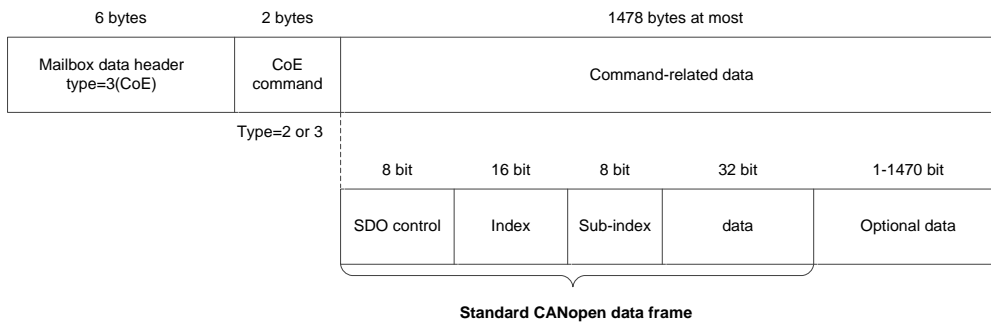 6 bytes
2 bytes
1478 bytes at most
Mailbox data header
type=3(CoE)
CoE
command
Command-related data
Type=2 or 3
8 bit
16 bit
8 bit
32 bit
1-1470 bit
SDO control
Index
Sub-index
data
Optional data
Standard CANopen data frame